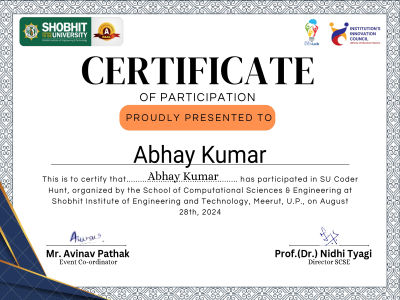 SHOBHIT
UNIVERSITY
A
INSTITUTION'S
INNOVATION
COUNCIL
CERTIFICATE
OF PARTICIPATION
PROUDLY PRESENTED TO
Abhay Kumar
This is to certify that Abhay Kumar has participated in SU Coder
Hunt, organized by the School of Computational Sciences & Engineering at
Shobhit Institute of Engineering and Technology, Meerut, U.P., on August
28th, 2024
Mr. Avinav Pathak
Event Co-ordinator
Prof.(Dr.) Nidhi Tyagi
Director SCSE